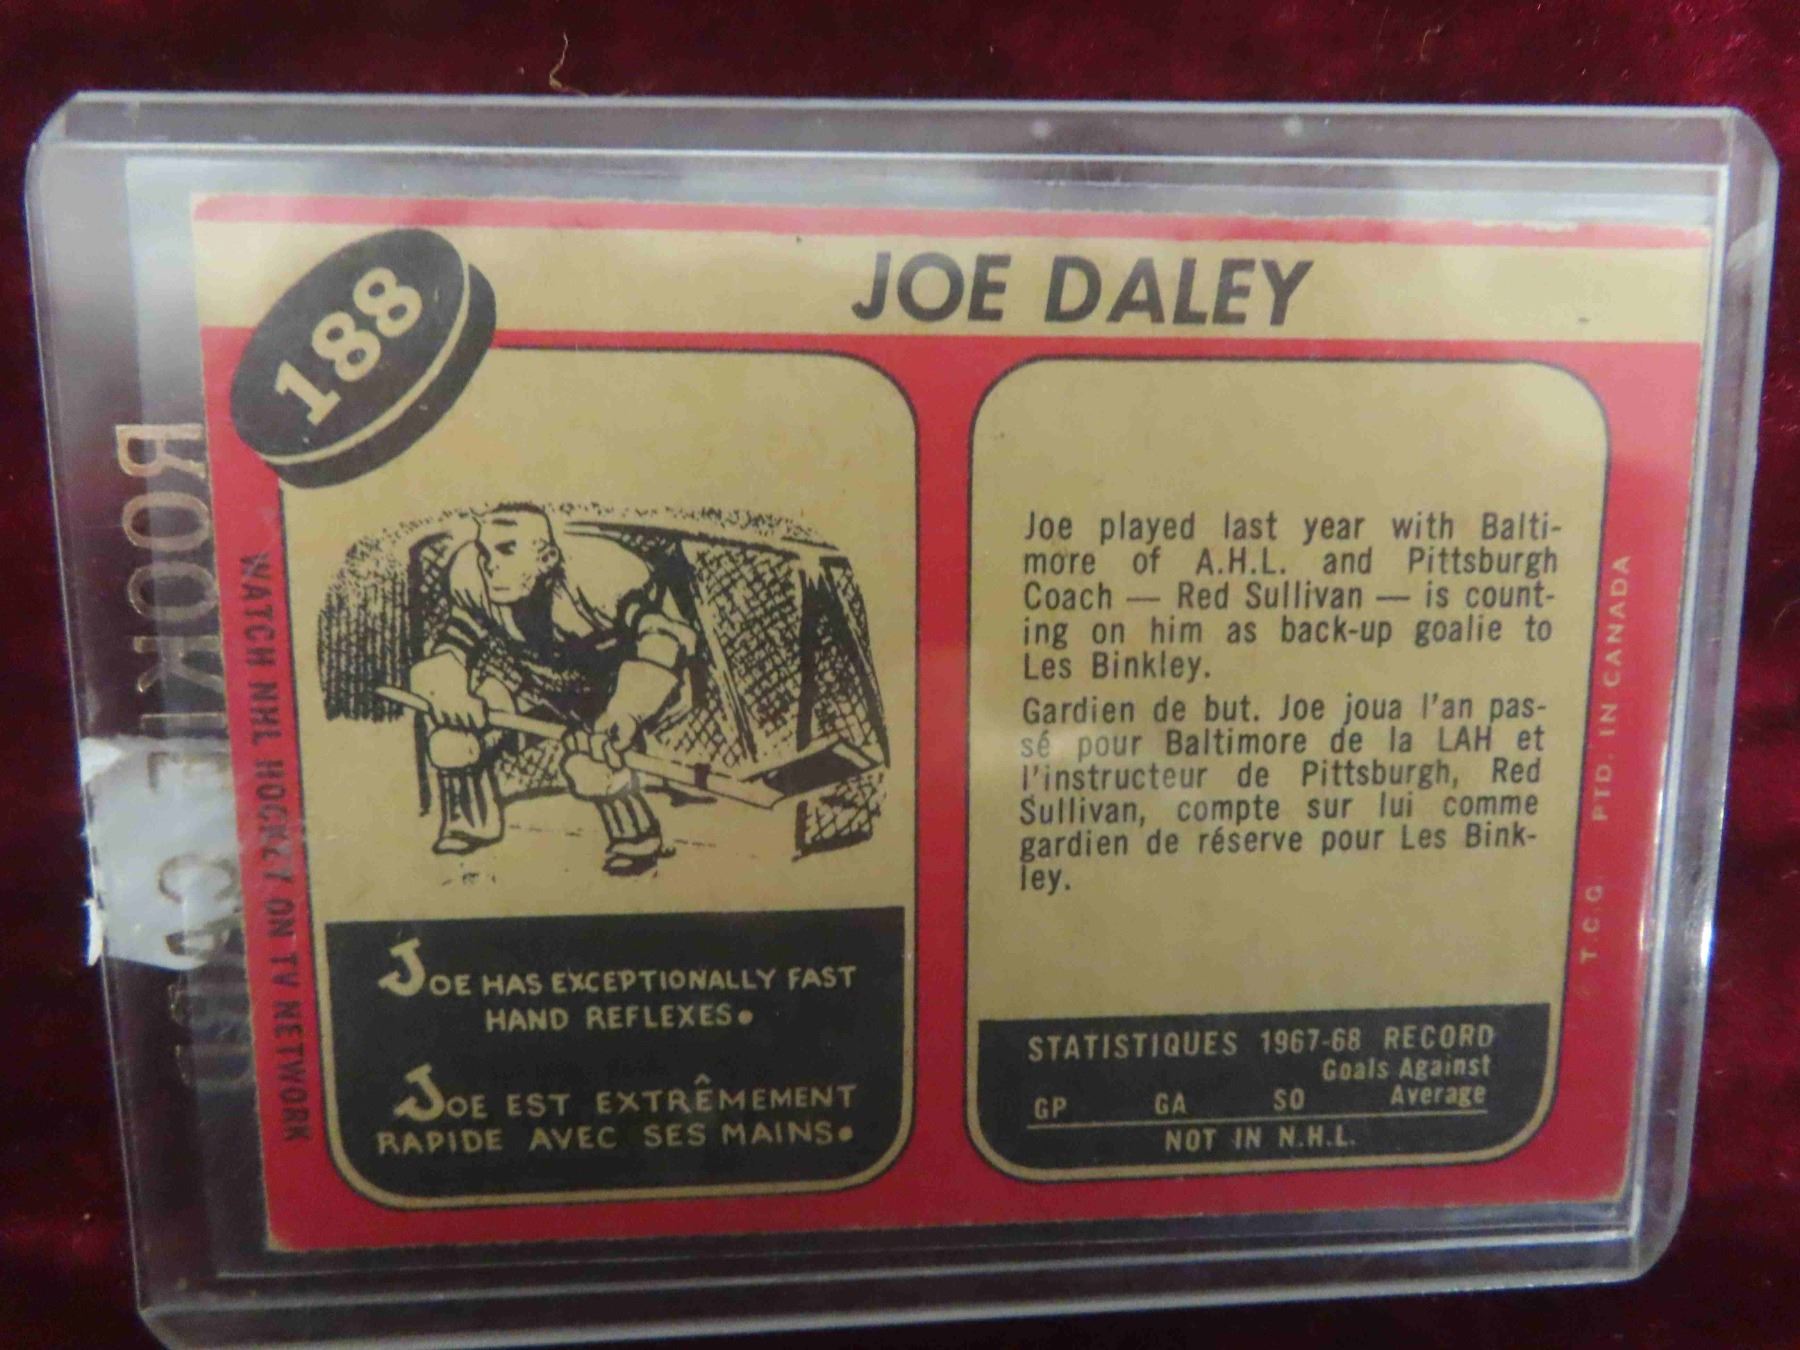 188
JOE DALEY
JOE HAS EXCEPTIONALLY FAST
HAND REFLEXES.
JOE EST EXTRÊMEMENT
RAPIDE AVEC SES MAINS.
Joe played last year with Balti-
more of A.H.L. and Pittsburgh
Coach — Red Sullivan — is count-
ing on him as back-up goalie to
Les Binkley.
Gardien de but. Joe joua l'an pas-
sé pour Baltimore de la LAH et
l'instructeur de Pittsburgh, Red
Sullivan, compte sur lui comme
gardien de réserve pour Les Bink-
ley.
STATISTIQUES 1967-68 RECORD
Goals Against
GP GA SO Average
NOT IN N.H.L.
WATCH NHL HOCKEY ON TV NETWORK
T.C.G. PTD. IN CANADA
ROOKIE CARD